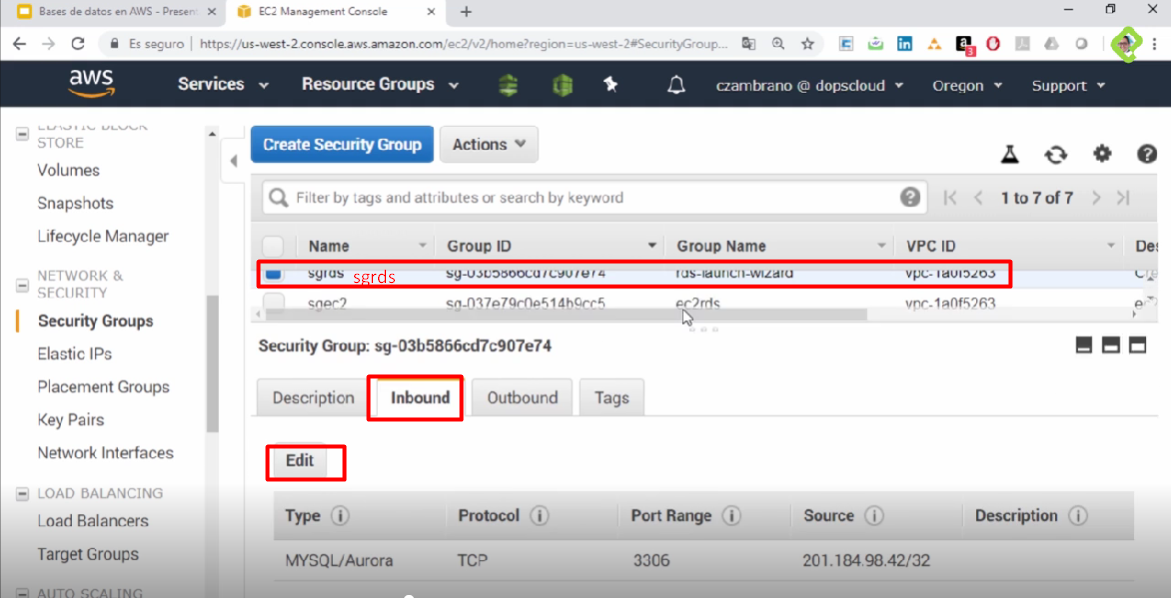 Bases de datos en AWS - Present
EC2 Management Console
Es seguro | https://us-west-2.console.aws.amazon.com/ec2/v2/home?region=us-west-2#SecurityGroup...
aws Services Resource Groups czambrano @ dopscloud Oregon Support
ELASTIC BLOCK
STORE
Volumes
Snapshots
Lifecycle Manager
NETWORK &
SECURITY
Security Groups
Elastic IPs
Placement Groups
Key Pairs
Network Interfaces
LOAD BALANCING
Load Balancers
Target Groups
AUTO SCALING
Create Security Group Actions
Filter by tags and attributes or search by keyword
1 to 7 of 7
Name Group ID Group Name VPC ID Des
sgrds sgrds sg-03b5866cd7c907e74 rds-launch-wizard vpc-1a0f5263
sgec2 sg-037e79c0e514b9cc5 ec2rds vpc-1a0f5263
Security Group: sg-03b5866cd7c907e74
Description Inbound Outbound Tags
Edit
Type Protocol Port Range Source Description
MYSQL/Aurora TCP 3306 201.184.98.42/32